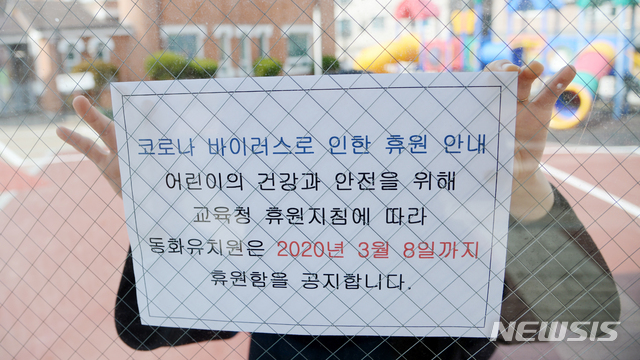 코로나 바이러스로 인한 휴원 안내
어린이의 건강과 안전을 위해
교육청 휴원지침에 따라
동화유치원은 2020년 3월 8일까지
휴원함을 공지합니다.
NEWSIS